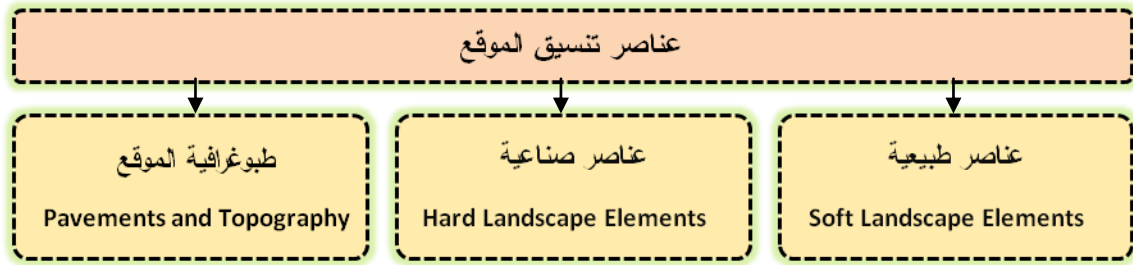 عناصر تنسيق الموقع
عناصر طبيعية
Soft Landscape Elements
عناصر صناعية
Hard Landscape Elements
طبوغرافية الموقع
Pavements and Topography